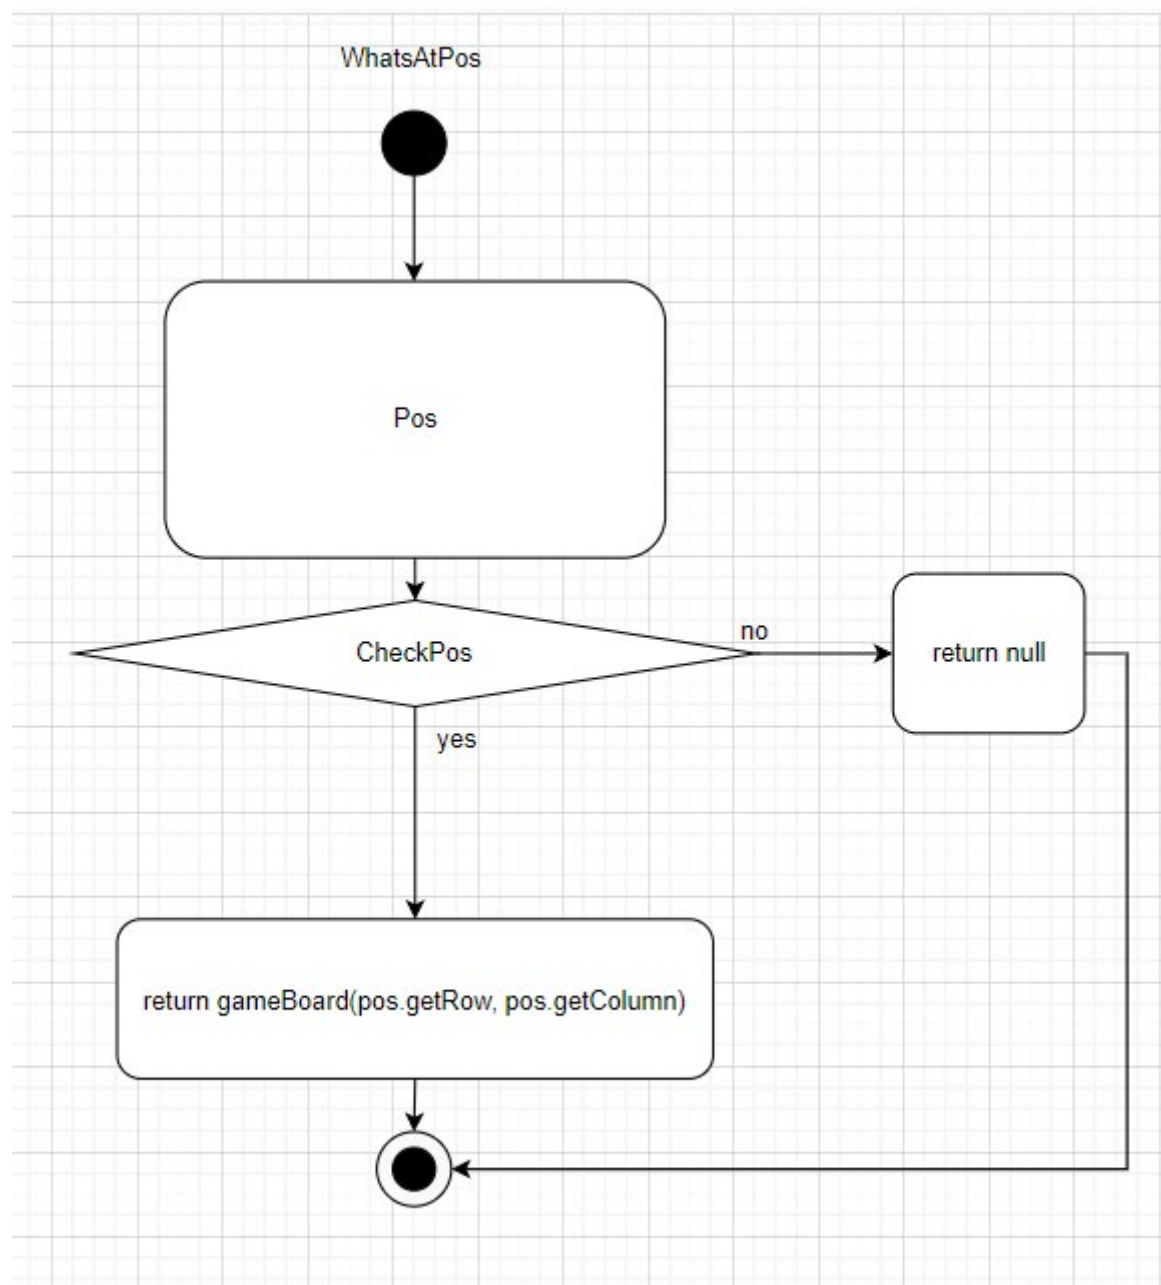 WhatsAtPos
Pos
CheckPos
no
return null
yes
return gameBoard(pos.getRow, pos.getColumn)